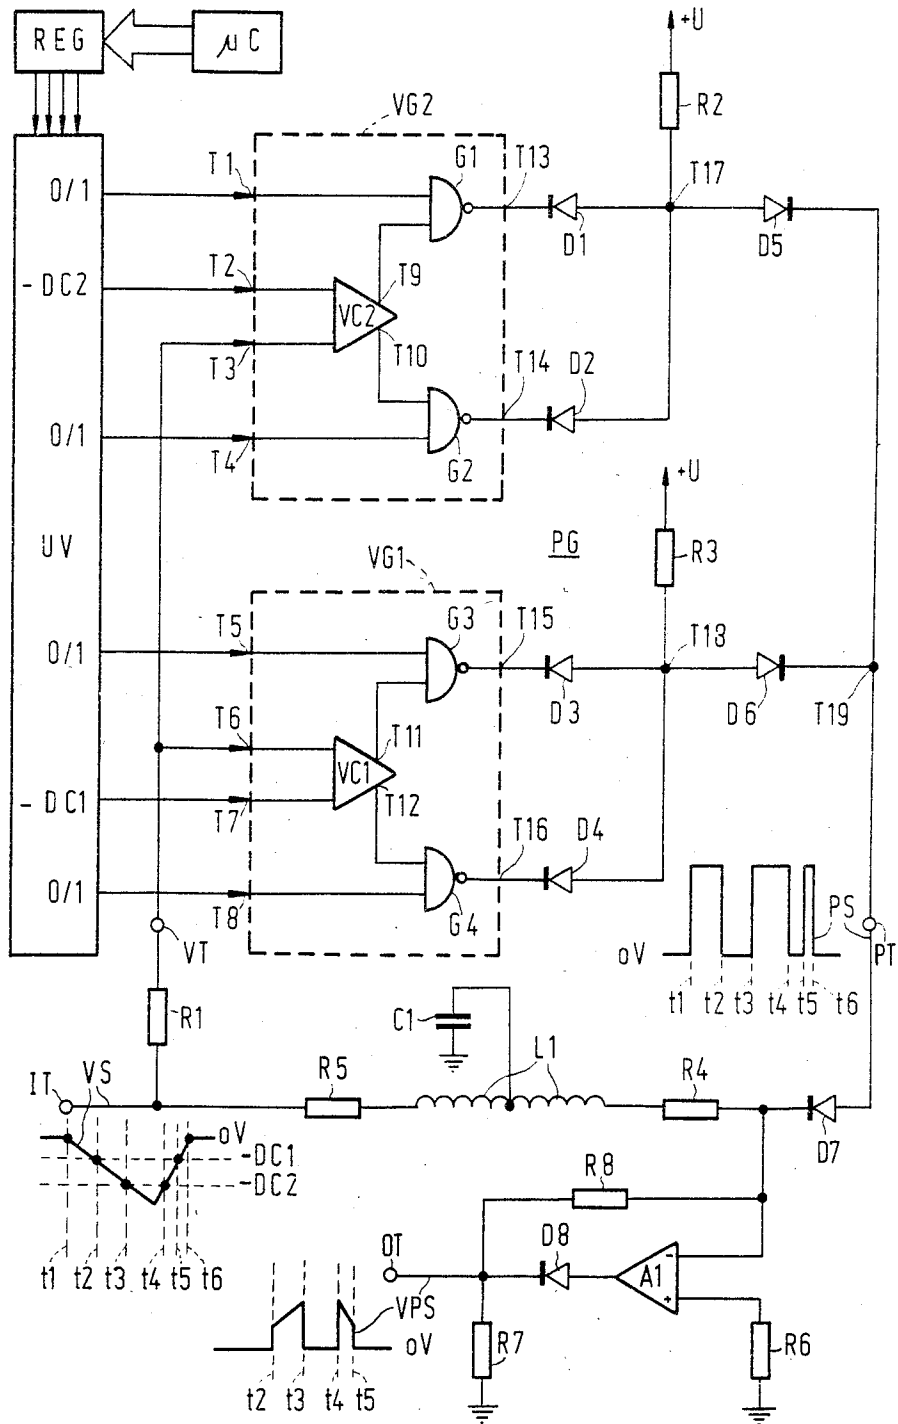 REG
μC
+U
R2
VG2
0/1
T1
G1
T13
T17
D1
D5
-DC2
T2
T9
VC2
T3
T10
T14
D2
0/1
T4
G2
+U
UV
VG1
PG
R3
0/1
T5
G3
T15
T18
D3
D6
T19
T6
T11
VC1
-DC1
T7
T12
T16
D4
0/1
T8
G4
PS
VT
oV
PT
t1 t2 t3 t4 t5 t6
R1
C1
L1
IT
VS
R5
R4
oV
D7
-DC1
-DC2
R8
t1 t2 t3 t4 t5 t6
OT
D8
A1
-
+
VPS
oV
R7
R6
t2 t3 t4 t5